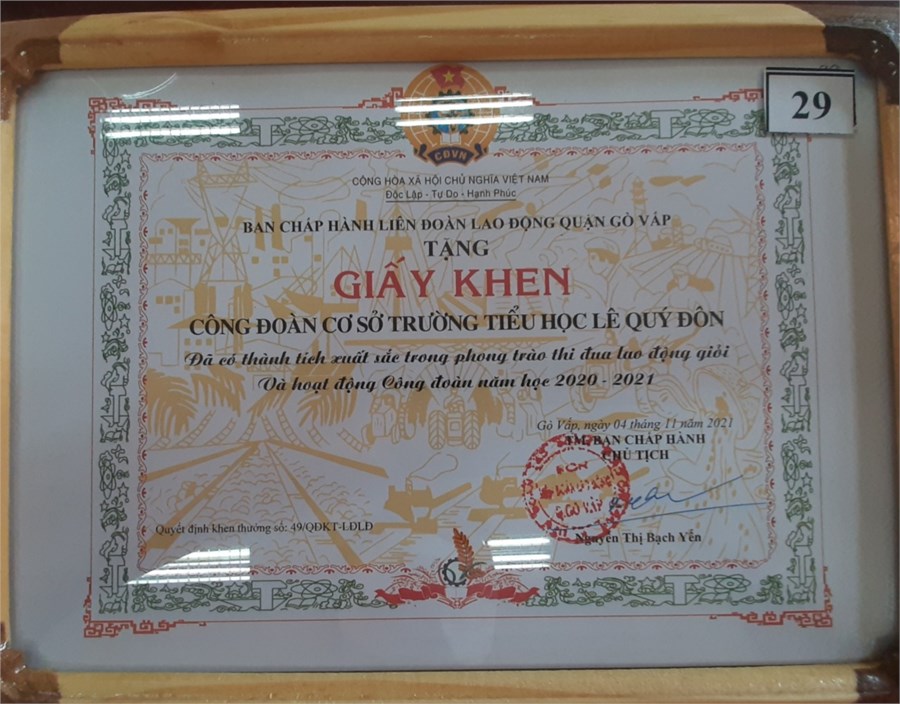 29
CĐVN
CỘNG HÒA XÃ HỘI CHỦ NGHĨA VIỆT NAM
Độc Lập - Tự Do - Hạnh Phúc
BAN CHẤP HÀNH LIÊN ĐOÀN LAO ĐỘNG QUẬN GÒ VẤP
TẶNG
GIẤY KHEN
CÔNG ĐOÀN CƠ SỞ TRƯỜNG TIỂU HỌC LÊ QUÝ ĐÔN
Đã có thành tích xuất sắc trong phong trào thi đua lao động giỏi
Và hoạt động Công đoàn năm học 2020 - 2021
Gò Vấp, ngày 04 tháng 11 năm 2021
TM. BAN CHẤP HÀNH
CHỦ TỊCH
BCH
Q.GÒ VẤP
Quyết định khen thưởng số: 49/QĐKT-LĐLĐ
Nguyễn Thị Bạch Yến